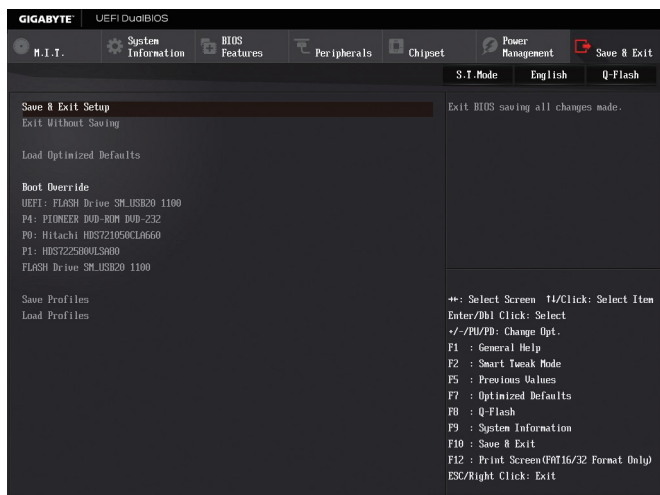 GIGABYTE™ UEFI DualBIOS
M.I.T.
System Information
BIOS Features
Peripherals
Chipset
Power Management
Save & Exit
S.T.Mode English Q-Flash
Save & Exit Setup
Exit Without Saving
Load Optimized Defaults
Boot Override
UEFI: FLASH Drive SM_USB20 1100
P4: PIONEER DVD-ROM DVD-232
P0: Hitachi HDS721050CLA660
P1: HDS722580VLSA80
FLASH Drive SM_USB20 1100
Save Profiles
Load Profiles
Exit BIOS saving all changes made.
→←: Select Screen ↑↓/Click: Select Item
Enter/Dbl Click: Select
+/-/PU/PD: Change Opt.
F1 : General Help
F2 : Smart Tweak Mode
F5 : Previous Values
F7 : Optimized Defaults
F8 : Q-Flash
F9 : System Information
F10 : Save & Exit
F12 : Print Screen(FAT16/32 Format Only)
ESC/Right Click: Exit